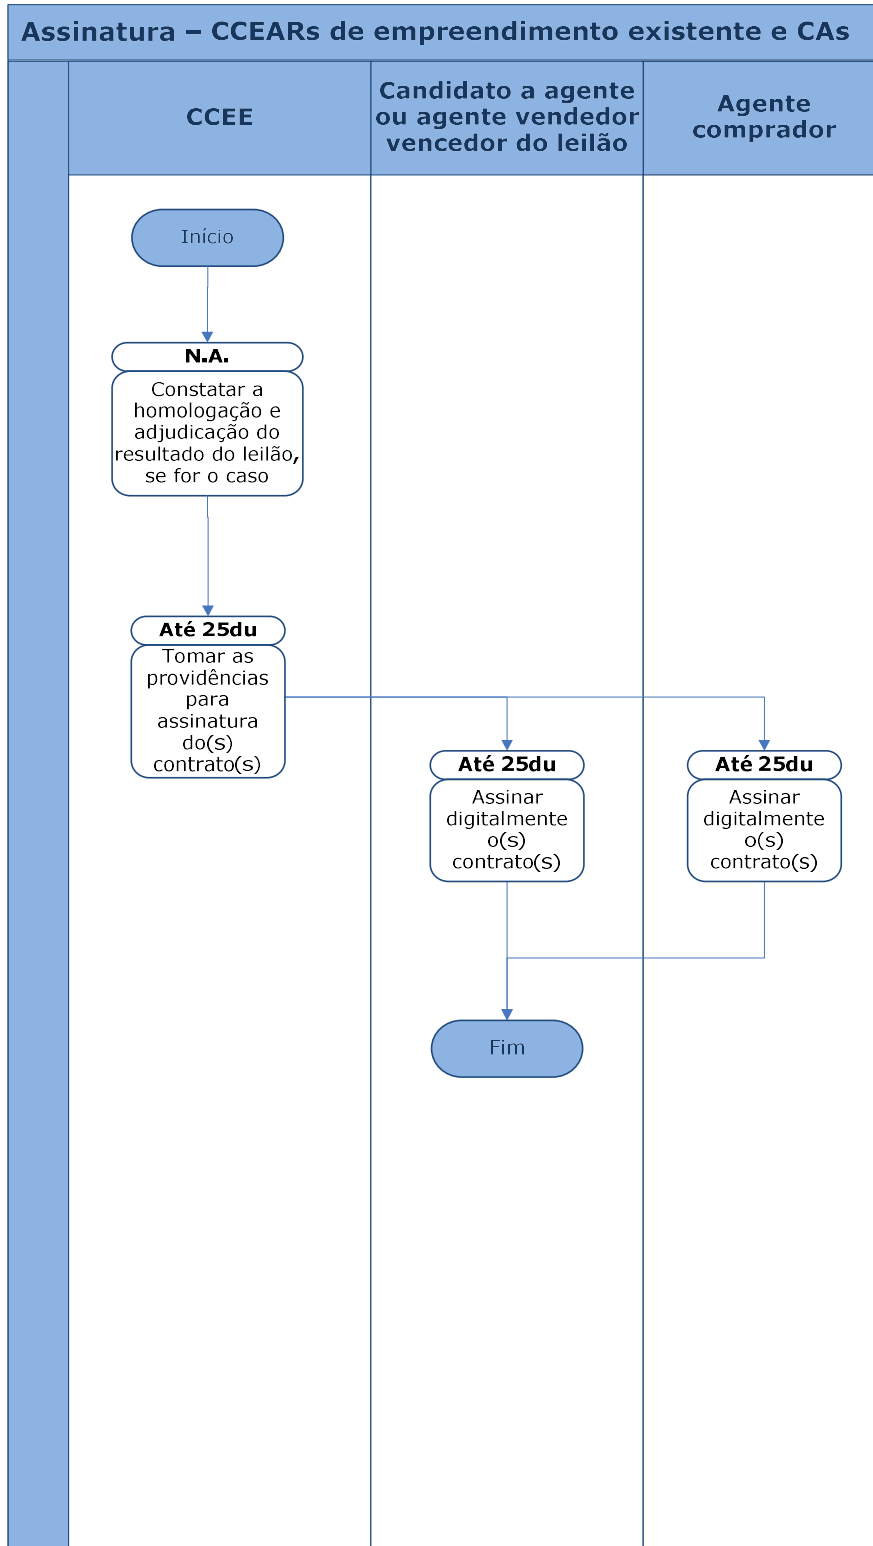 Assinatura – CCEARs de empreendimento existente e CAs
CCEE
Candidato a agente
ou agente vendedor
vencedor do leilão
Agente
comprador
Início
N.A.
Constatar a
homologação e
adjudicação do
resultado do leilão,
se for o caso
Até 25du
Tomar as
providências
para
assinatura
do(s)
contrato(s)
Até 25du
Assinar
digitalmente
o(s)
contrato(s)
Até 25du
Assinar
digitalmente
o(s)
contrato(s)
Fim